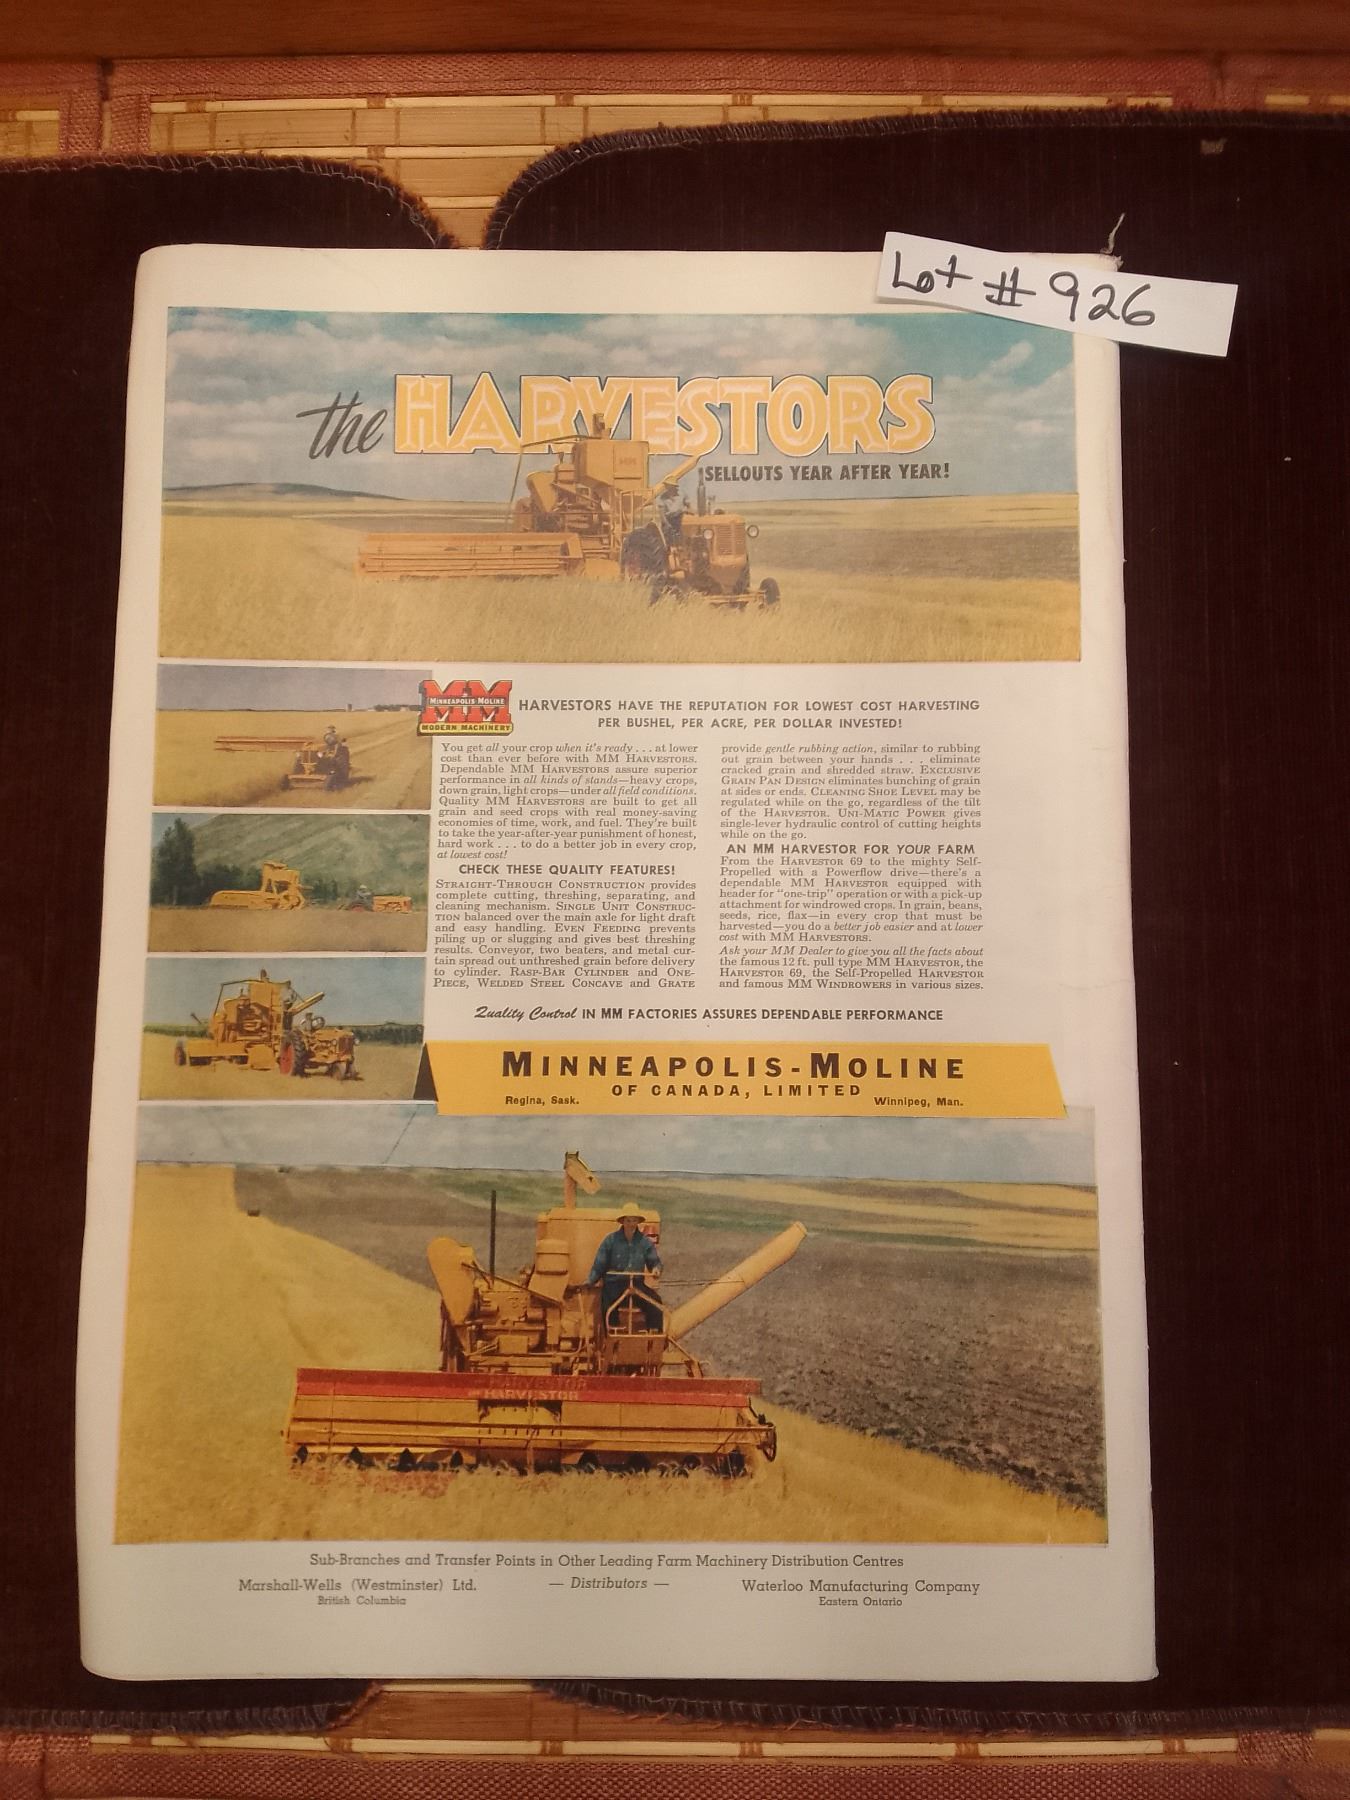 Lot # 926
the HARVESTORS
SELLOUTS YEAR AFTER YEAR!
MM
MINNEAPOLIS-MOLINE
MODERN MACHINERY
HARVESTORS HAVE THE REPUTATION FOR LOWEST COST HARVESTING
PER BUSHEL, PER ACRE, PER DOLLAR INVESTED!
You get all your crop when it's ready . . . at lower
cost than ever before with MM HARVESTORS.
Dependable MM HARVESTORS assure superior
performance in all kinds of stands—heavy crops,
down grain, light crops—under all field conditions.
Quality MM HARVESTORS are built to get all
grain and seed crops with real money-saving
economies of time, work, and fuel. They're built
to take the year-after-year punishment of honest,
hard work . . . to do a better job in every crop,
at lowest cost!
CHECK THESE QUALITY FEATURES!
STRAIGHT-THROUGH CONSTRUCTION provides
complete cutting, threshing, separating, and
cleaning mechanism. SINGLE UNIT CONSTRUC-
TION balanced over the main axle for light draft
and easy handling. EVEN FEEDING prevents
piling up or slugging and gives best threshing
results. Conveyor, two beaters, and metal cur-
tain spread out unthreshed grain before delivery
to cylinder. RASP-BAR CYLINDER and ONE-
PIECE, WELDED STEEL CONCAVE and GRATE
provide gentle rubbing action, similar to rubbing
out grain between your hands . . . eliminate
cracked grain and shredded straw. EXCLUSIVE
GRAIN PAN DESIGN eliminates bunching of grain
at sides or ends. CLEANING SHOE LEVEL may be
regulated while on the go, regardless of the tilt
of the HARVESTOR. UNI-MATIC POWER gives
single-lever hydraulic control of cutting heights
while on the go.
AN MM HARVESTOR FOR YOUR FARM
From the HARVESTOR 69 to the mighty Self-
Propelled with a Powerflow drive—there's a
dependable MM HARVESTOR equipped with
header for "one-trip" operation or with a pick-up
attachment for windrowed crops. In grain, beans,
seeds, rice, flax—in every crop that must be
harvested—you do a better job easier and at lower
cost with MM HARVESTORS.
Ask your MM Dealer to give you all the facts about
the famous 12 ft. pull type MM HARVESTOR, the
HARVESTOR 69, the Self-Propelled HARVESTOR
and famous MM WINDROWERS in various sizes.
Quality Control IN MM FACTORIES ASSURES DEPENDABLE PERFORMANCE
MINNEAPOLIS-MOLINE
OF CANADA, LIMITED
Regina, Sask. Winnipeg, Man.
HARVESTOR
Sub-Branches and Transfer Points in Other Leading Farm Machinery Distribution Centres
Marshall-Wells (Westminster) Ltd. — Distributors — Waterloo Manufacturing Company
British Columbia Eastern Ontario